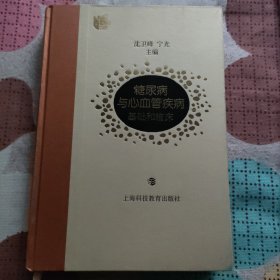 沈卫峰 宁光
主编
糖尿病
与心血管疾病
基础和临床
上海科技教育出版社